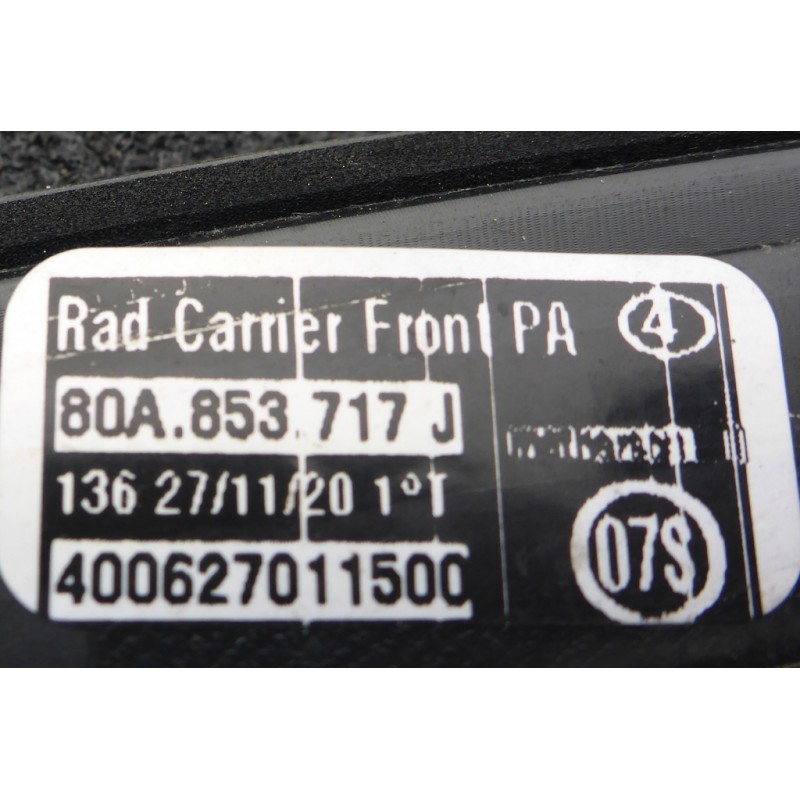 Rad Carrier Front PA 4
80A.853.717 J
136 27/11/20 1°T
400627011500
07S